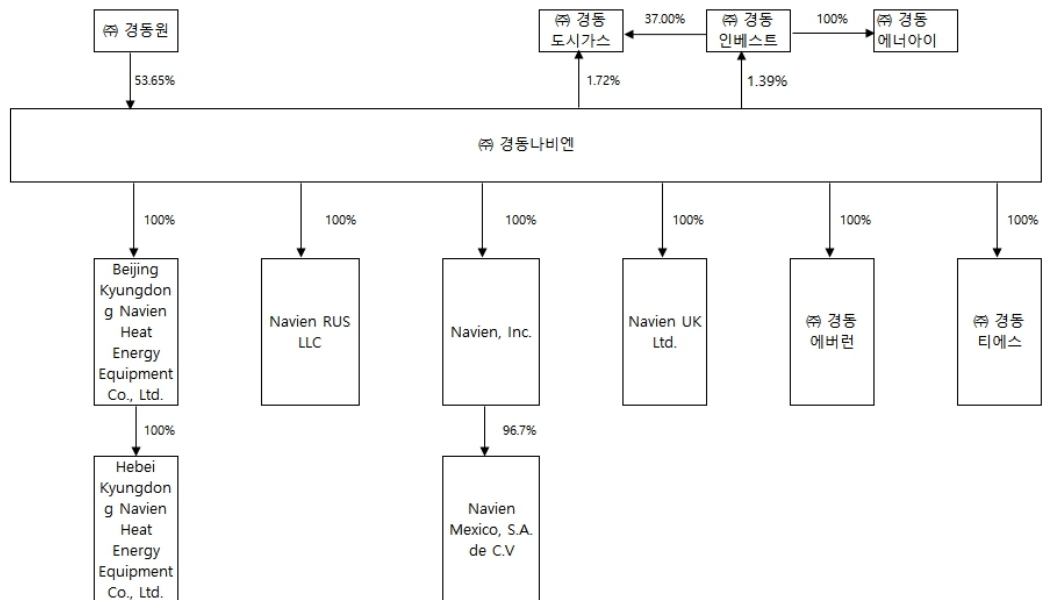 ㈜ 경동원
㈜ 경동
도시가스
37.00%
㈜ 경동
인베스트
100%
㈜ 경동
에너아이
53.65%
1.72%
1.39%
㈜ 경동나비엔
100%
100%
100%
100%
100%
100%
Beijing
Kyungdon
g Navien
Heat
Energy
Equipment
Co., Ltd.
Navien RUS
LLC
Navien, Inc.
Navien UK
Ltd.
㈜ 경동
에버런
㈜ 경동
티에스
100%
96.7%
Hebei
Kyungdon
g Navien
Heat
Energy
Equipment
Co., Ltd.
Navien
Mexico, S.A.
de C.V